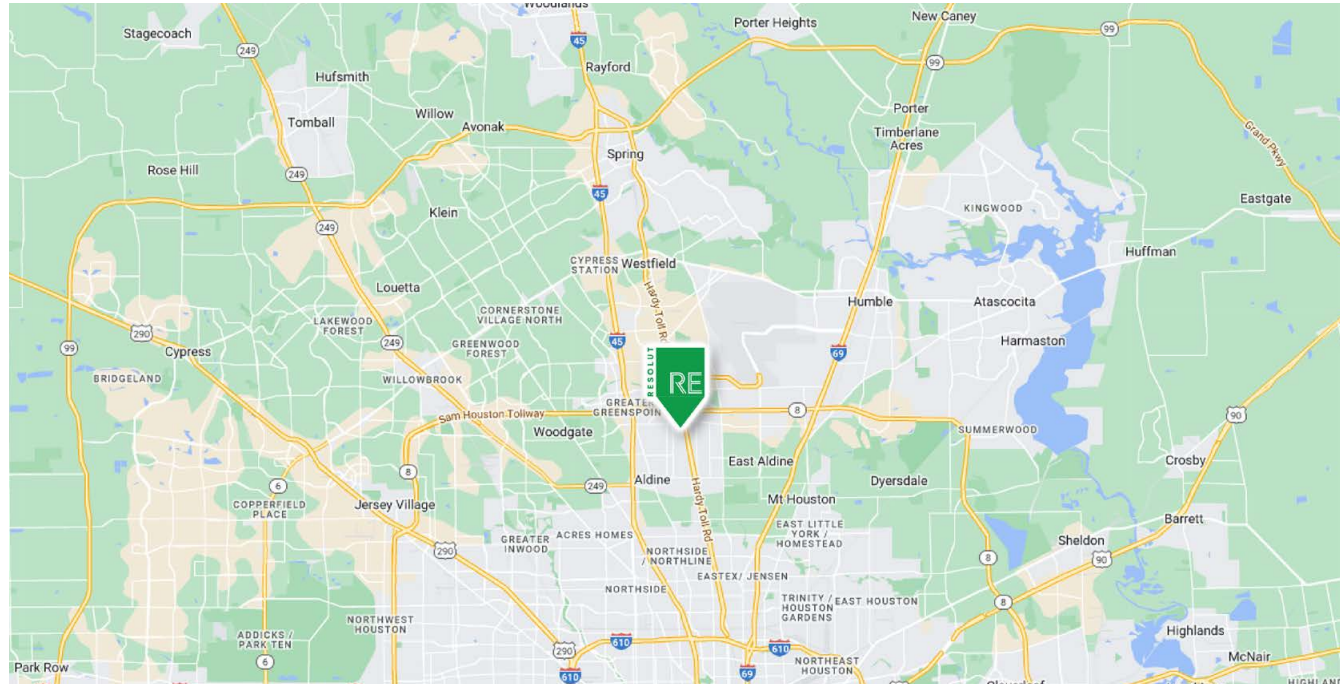 Woodlands
Porter Heights
New Caney
Stagecoach
249
45
99
99
Rayford
Hufsmith
Porter
Willow
Tomball
Avonak
Timberlane
Acres
Grand Pkwy
Spring
Rose Hill
249
45
Eastgate
Klein
KINGWOOD
249
Huffman
CYPRESS
STATION
Westfield
Hardy Toll Rd
Louetta
Humble
Atascocita
CORNERSTONE
VILLAGE NORTH
LAKEWOOD
FOREST
290
Harmaston
99
Cypress
249
GREENWOOD
FOREST
45
69
BRIDGELAND
WILLOWBROOK
RESOLUT
RE
GREATER
GREENSPOINT
8
90
Sam Houston Tollway
Woodgate
SUMMERWOOD
East Aldine
Crosby
8
6
249
Aldine
Dyersdale
Hardy Toll Rd
Mt Houston
COPPERFIELD
PLACE
Jersey Village
Barrett
EAST LITTLE
YORK /
HOMESTEAD
GREATER
INWOOD
ACRES HOMES
Sheldon
290
NORTHSIDE
/ NORTHLINE
8
90
EASTEX/ JENSEN
NORTHSIDE
TRINITY /
HOUSTON
GARDENS
EAST HOUSTON
8
NORTHWEST
HOUSTON
Highlands
ADDICKS /
PARK TEN
290
610
610
McNair
Park Row
6
610
69
NORTHEAST
HOUSTON
HIGHLAN